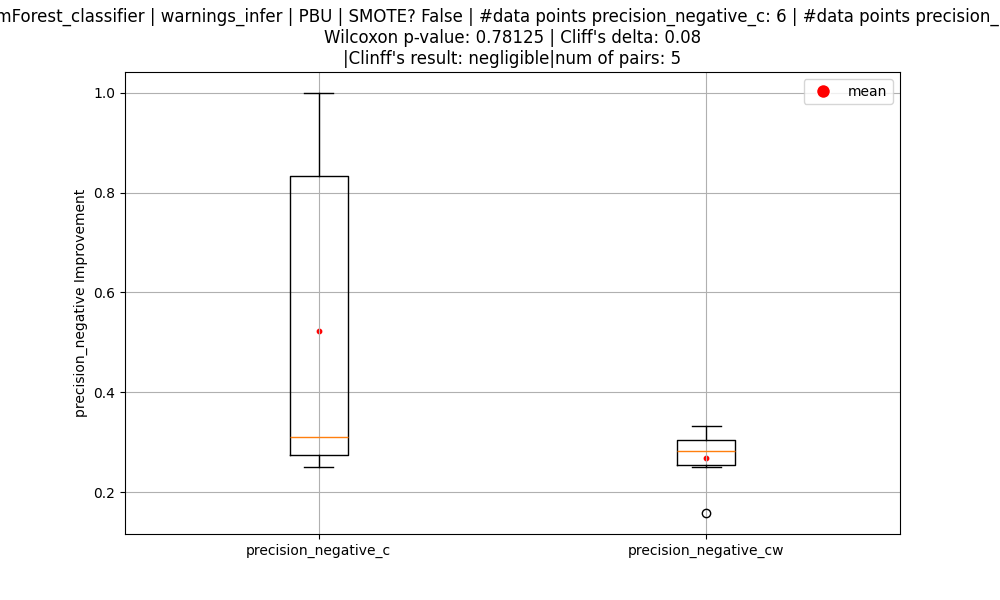 mForest_classifier | warnings_infer | PBU | SMOTE? False | #data points precision_negative_c: 6 | #data points precision_
Wilcoxon p-value: 0.78125 | Cliff's delta: 0.08
|Clinff's result: negligible|num of pairs: 5
mean
1.0
0.8
0.6
0.4
0.2
precision_negative Improvement
precision_negative_c
precision_negative_cw